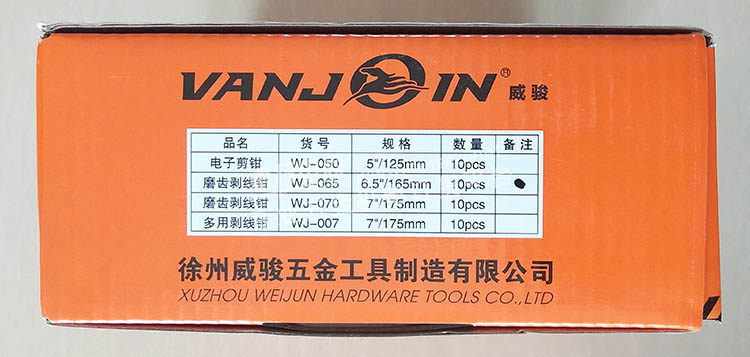 VANJOIN® 威骏
品名 货号 规格 数量 备注
电子剪钳 WJ-050 5"/125mm 10pcs
磨齿剥线钳 WJ-065 6.5"/165mm 10pcs ●
磨齿剥线钳 WJ-070 7"/175mm 10pcs
多用剥线钳 WJ-007 7"/175mm 10pcs
徐州威骏五金工具制造有限公司
XUZHOU WEIJUN HARDWARE TOOLS CO.,LTD